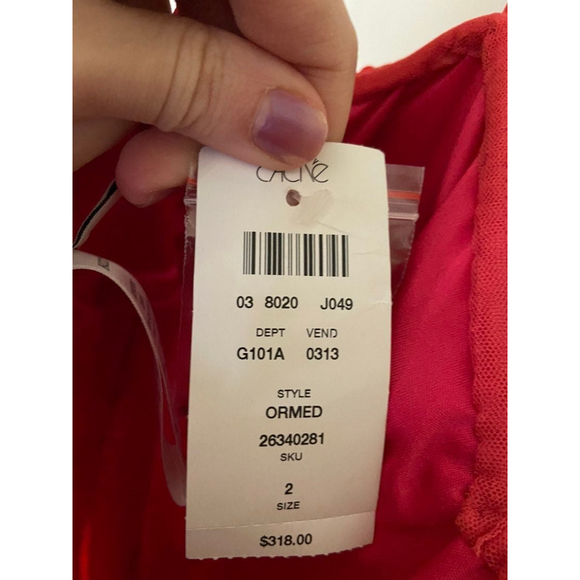 CACHÉ
03 8020 J049
DEPT VEND
G101A 0313
STYLE
ORMED
26340281
SKU
2
SIZE
$318.00